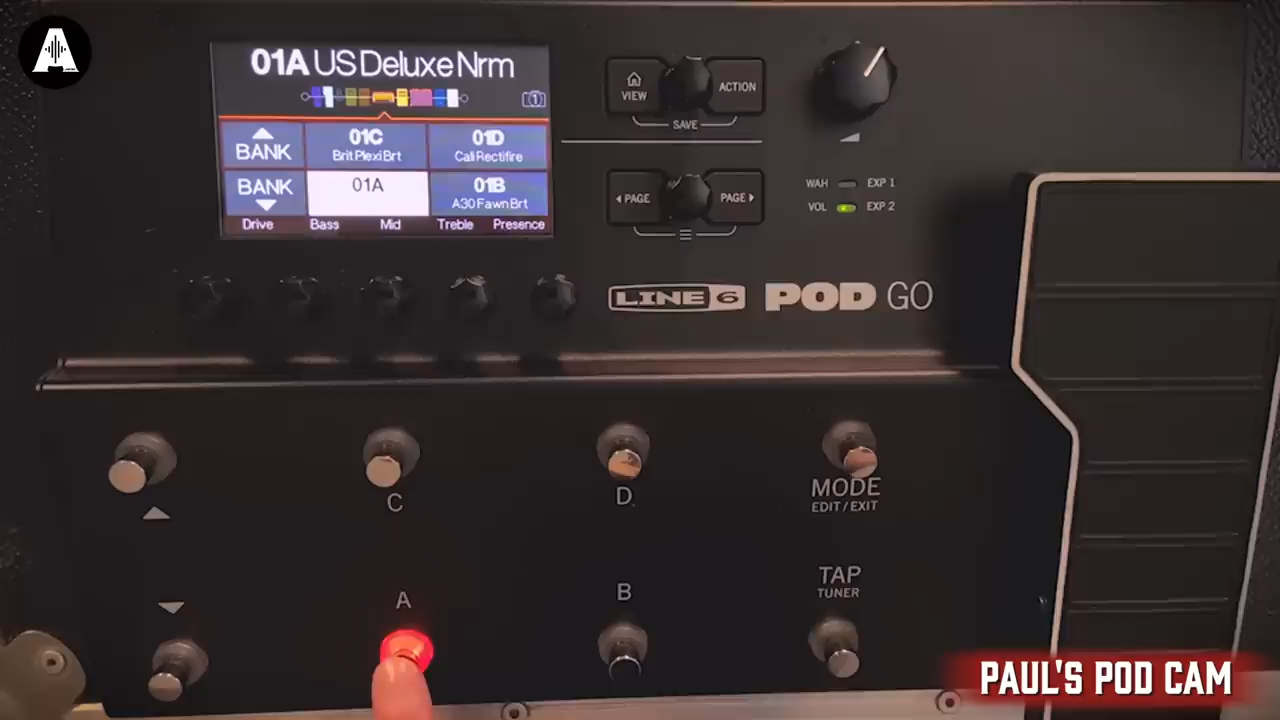 A
01A US Deluxe Nrm
1
BANK
01C
Brit Plexi Brt
01D
Cali Rectifire
BANK
01A
01B
A30 Fawn Brt
Drive Bass Mid Treble Presence
VIEW
ACTION
SAVE
PAGE
PAGE
WAH EXP 1
VOL EXP 2
LINE 6 POD GO
C
D
MODE
EDIT/EXIT
A
B
TAP
TUNER
PAUL'S POD CAM